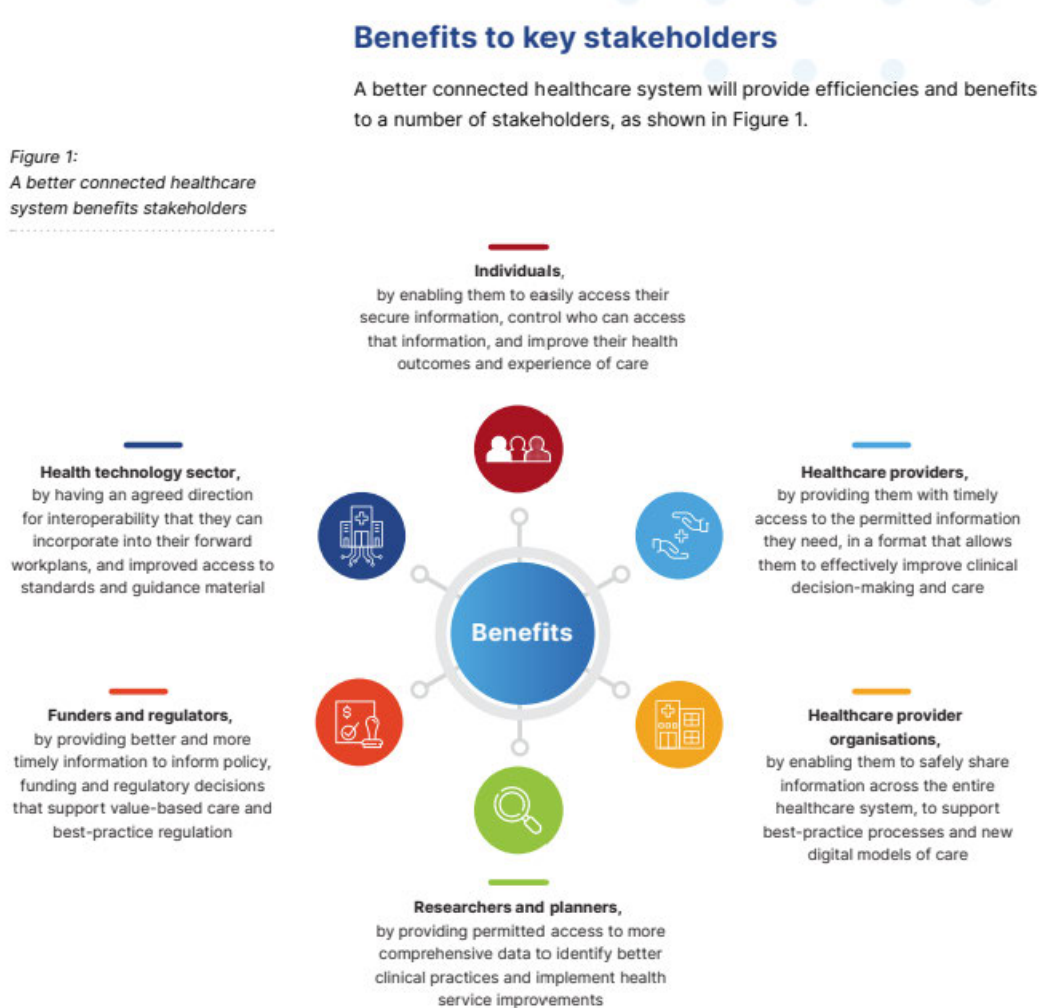 Benefits to key stakeholders
A better connected healthcare system will provide efficiencies and benefits
to a number of stakeholders, as shown in Figure 1.
Figure 1:
A better connected healthcare
system benefits stakeholders
Individuals,
by enabling them to easily access their
secure information, control who can access
that information, and improve their health
outcomes and experience of care
Health technology sector,
by having an agreed direction
for interoperability that they can
incorporate into their forward
workplans, and improved access to
standards and guidance material
Healthcare providers,
by providing them with timely
access to the permitted information
they need, in a format that allows
them to effectively improve clinical
decision-making and care
Benefits
$
Funders and regulators,
by providing better and more
timely information to inform policy,
funding and regulatory decisions
that support value-based care and
best-practice regulation
Healthcare provider
organisations,
by enabling them to safely share
information across the entire
healthcare system, to support
best-practice processes and new
digital models of care
Researchers and planners,
by providing permitted access to more
comprehensive data to identify better
clinical practices and implement health
service improvements